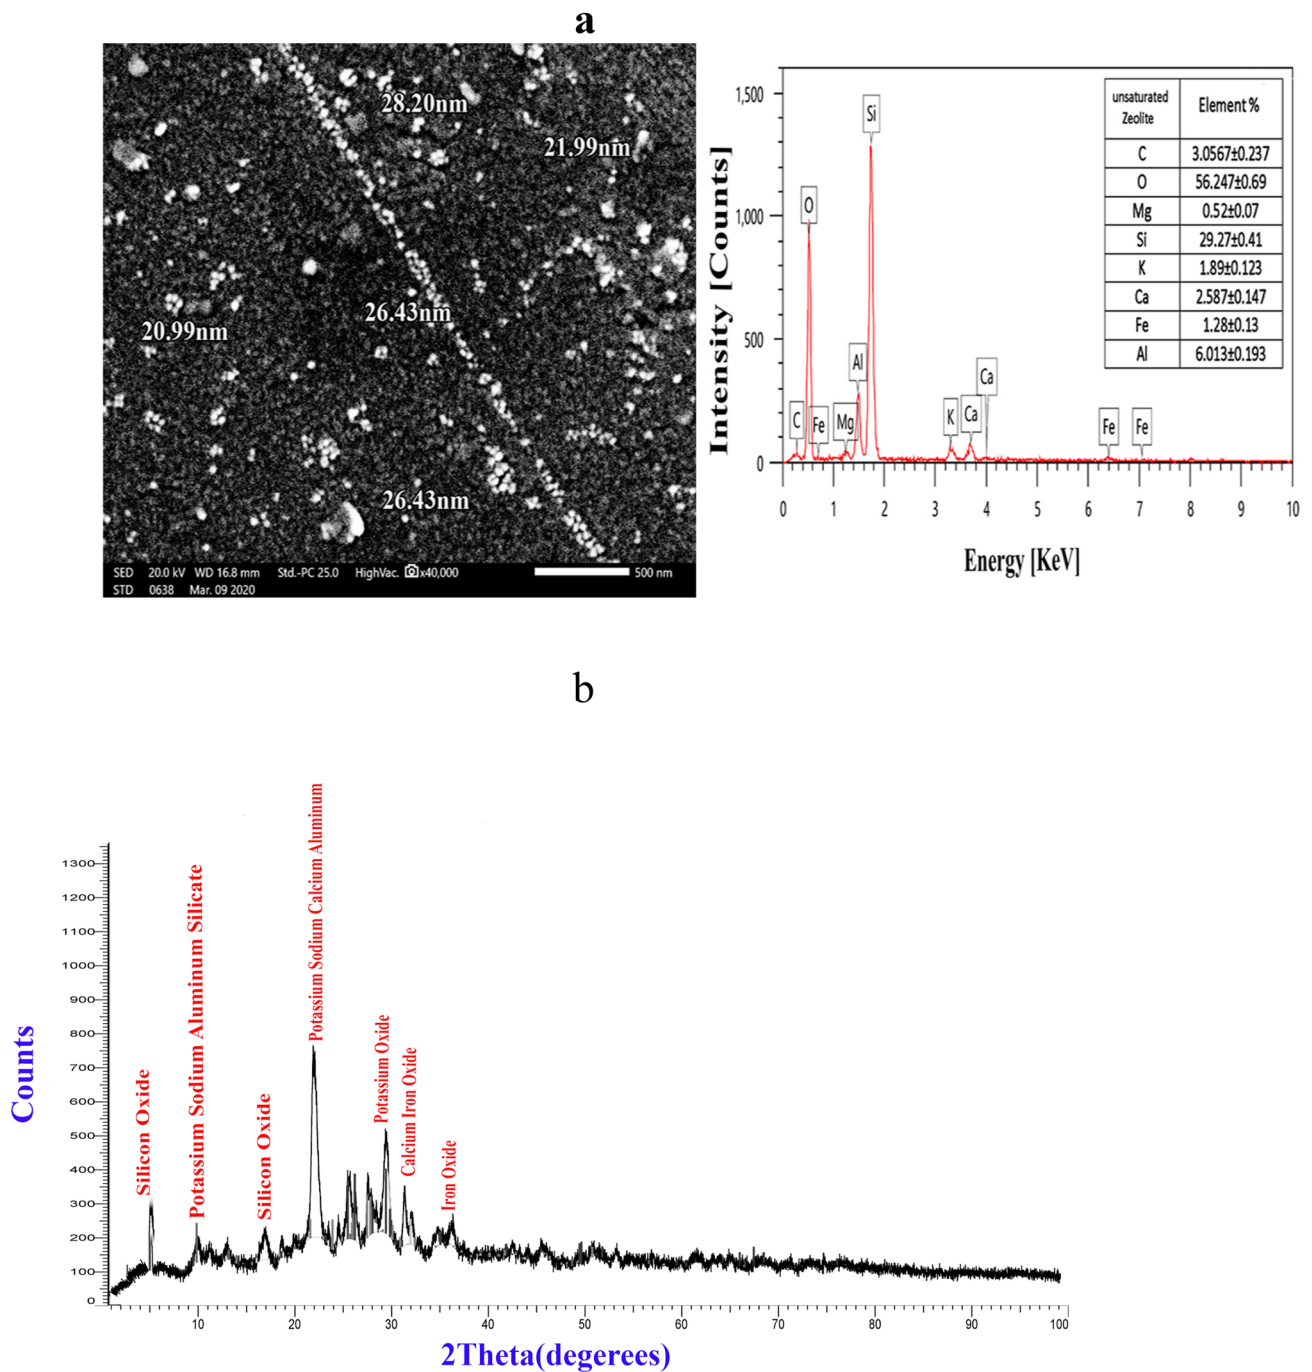 a
28.20nm
21.99nm
26.43nm
20.99nm
26.43nm
SED 20.0 kV WD 16.8 mm Std.-PC 25.0 HighVac. x40,000 500 nm
STD 0638 Mar. 09 2020
Intensity [Counts]
1,500
1,000
500
0
C
O
Fe
Mg
Al
Si
K
Ca
Ca
Fe
Fe
0 1 2 3 4 5 6 7 8 9 10
Energy [KeV]
unsaturated Element %
Zeolite
C 3.0567±0.237
O 56.247±0.69
Mg 0.52±0.07
Si 29.27±0.41
K 1.89±0.123
Ca 2.587±0.147
Fe 1.28±0.13
Al 6.013±0.193
b
Counts
1300
1200
1100
1000
900
800
700
600
500
400
300
200
100
0
Silicon Oxide
Potassium Sodium Aluminum Silicate
Silicon Oxide
Potassium Sodium Calcium Aluminum
Potassium Oxide
Calcium Iron Oxide
Iron Oxide
10 20 30 40 50 60 70 80 90 100
2Theta(degerees)